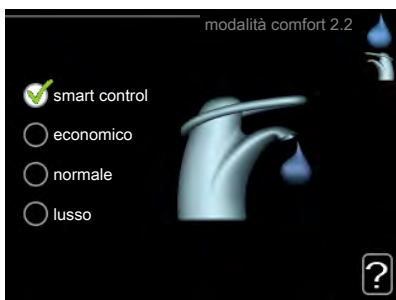 modalità comfort 2.2
smart control
economico
normale
lusso
?